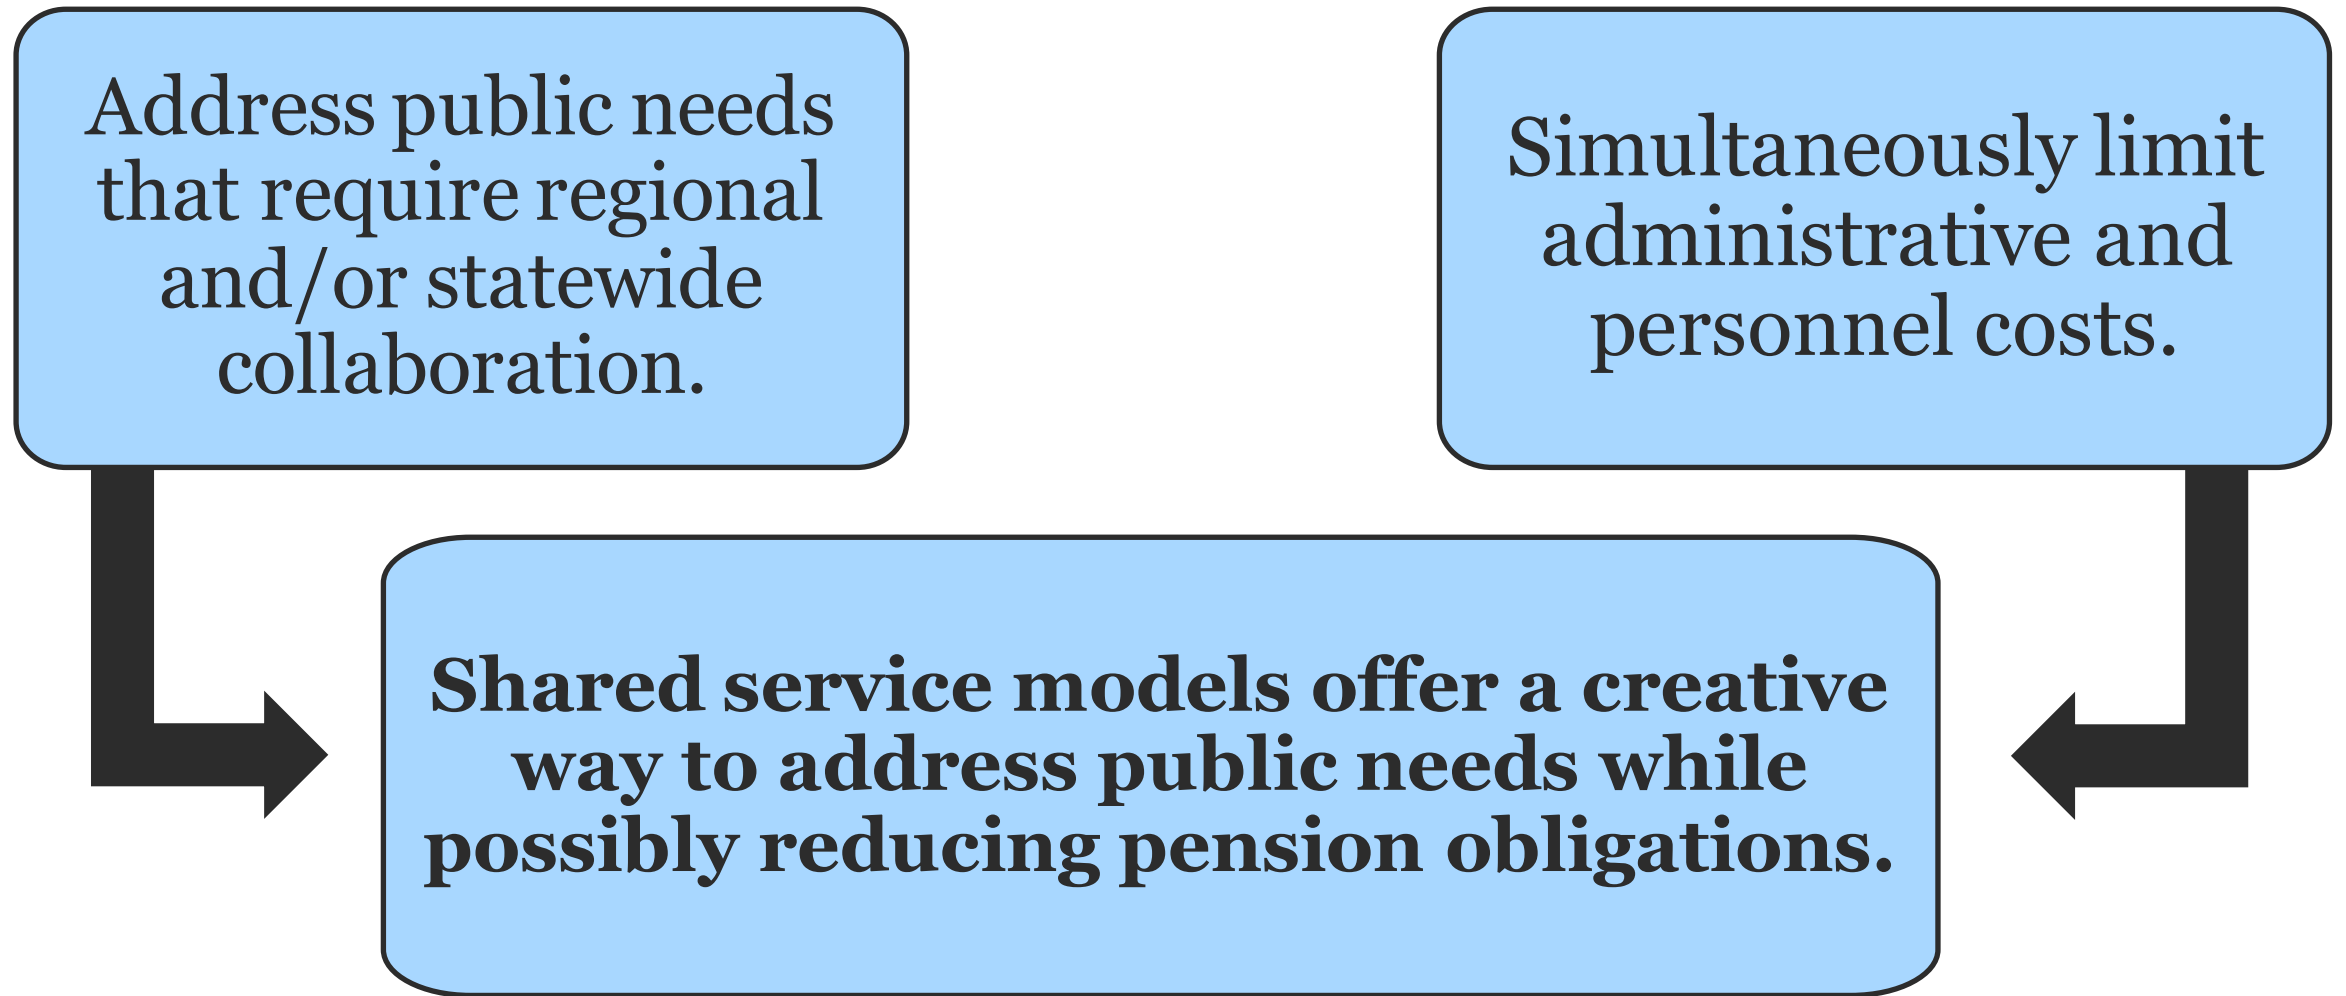 Address public needs
that require regional
and/or statewide
collaboration.
Simultaneously limit
administrative and
personnel costs.
Shared service models offer a creative
way to address public needs while
possibly reducing pension obligations.